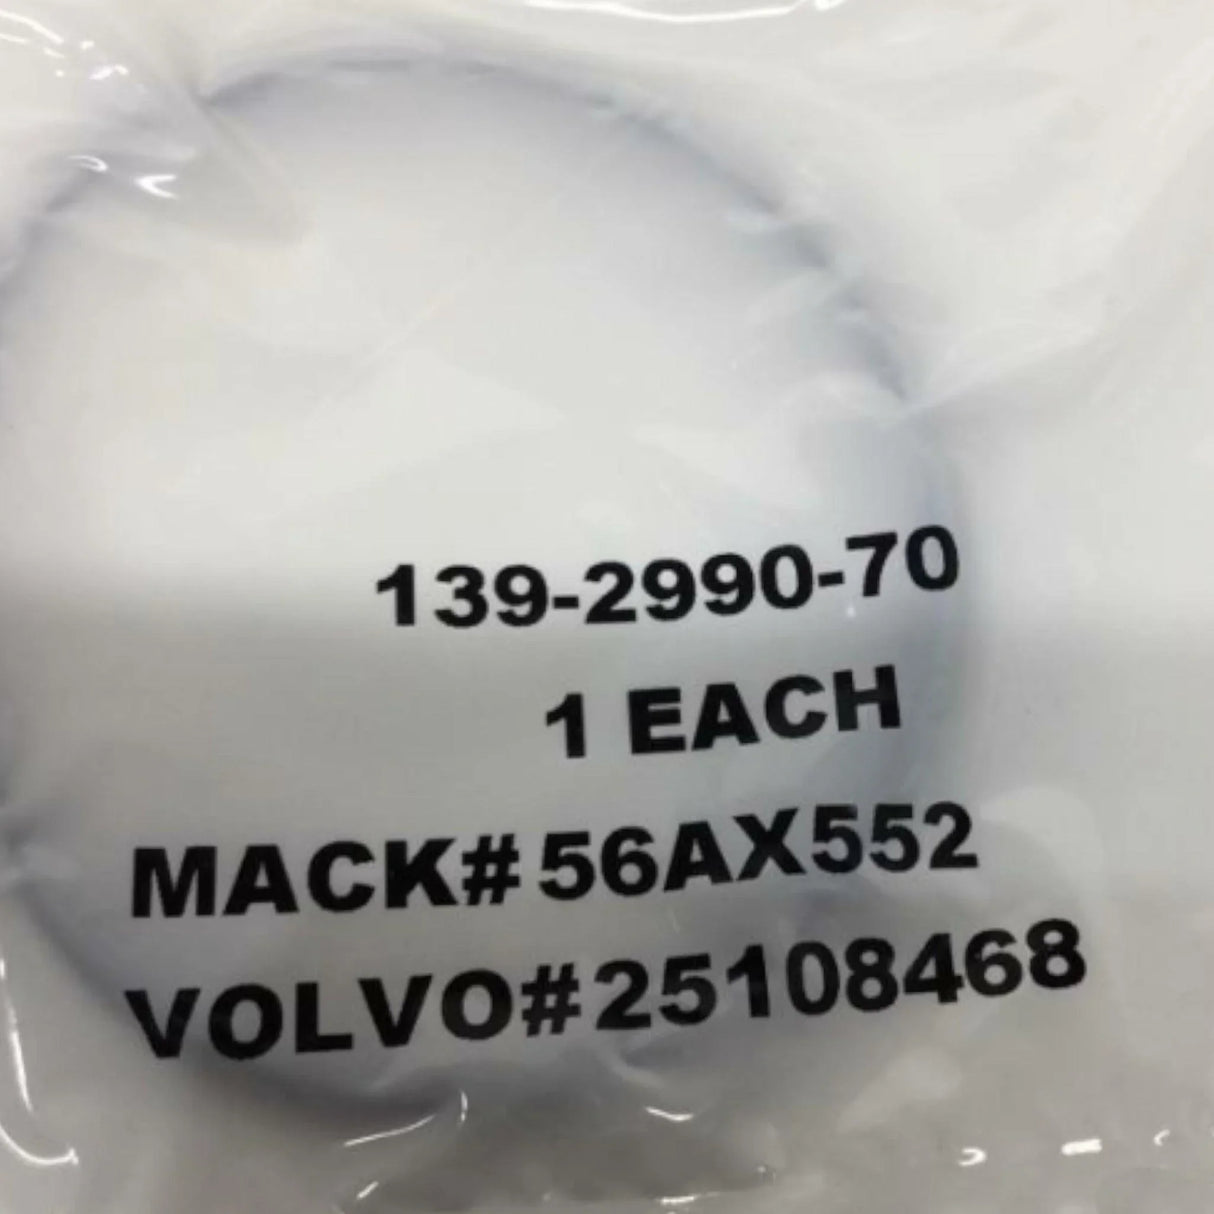 139-2990-70
1 EACH
MACK#56AX552
VOLVO#25108468